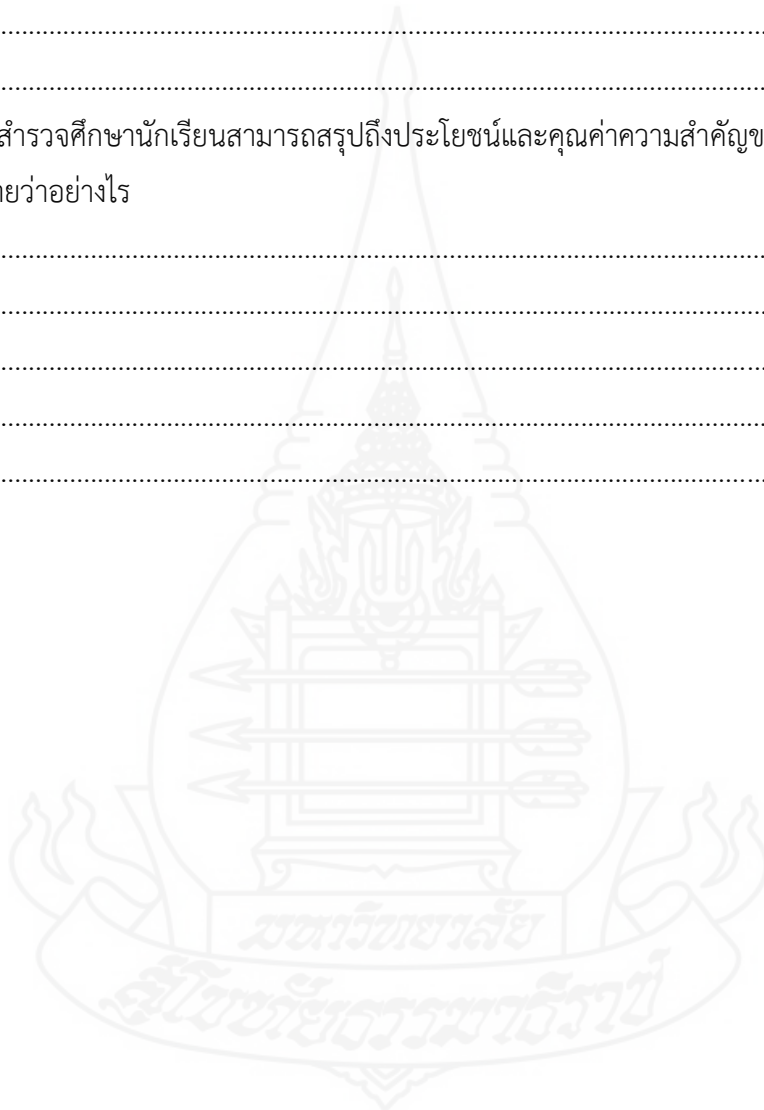 สำรวจศึกษานักเรียนสามารถสรุปถึงประโยชน์และคุณค่าความสำคัญข
ายว่าอย่างไร
มหาวิทยาลัย
สุโขทัยธรรมาธิราช